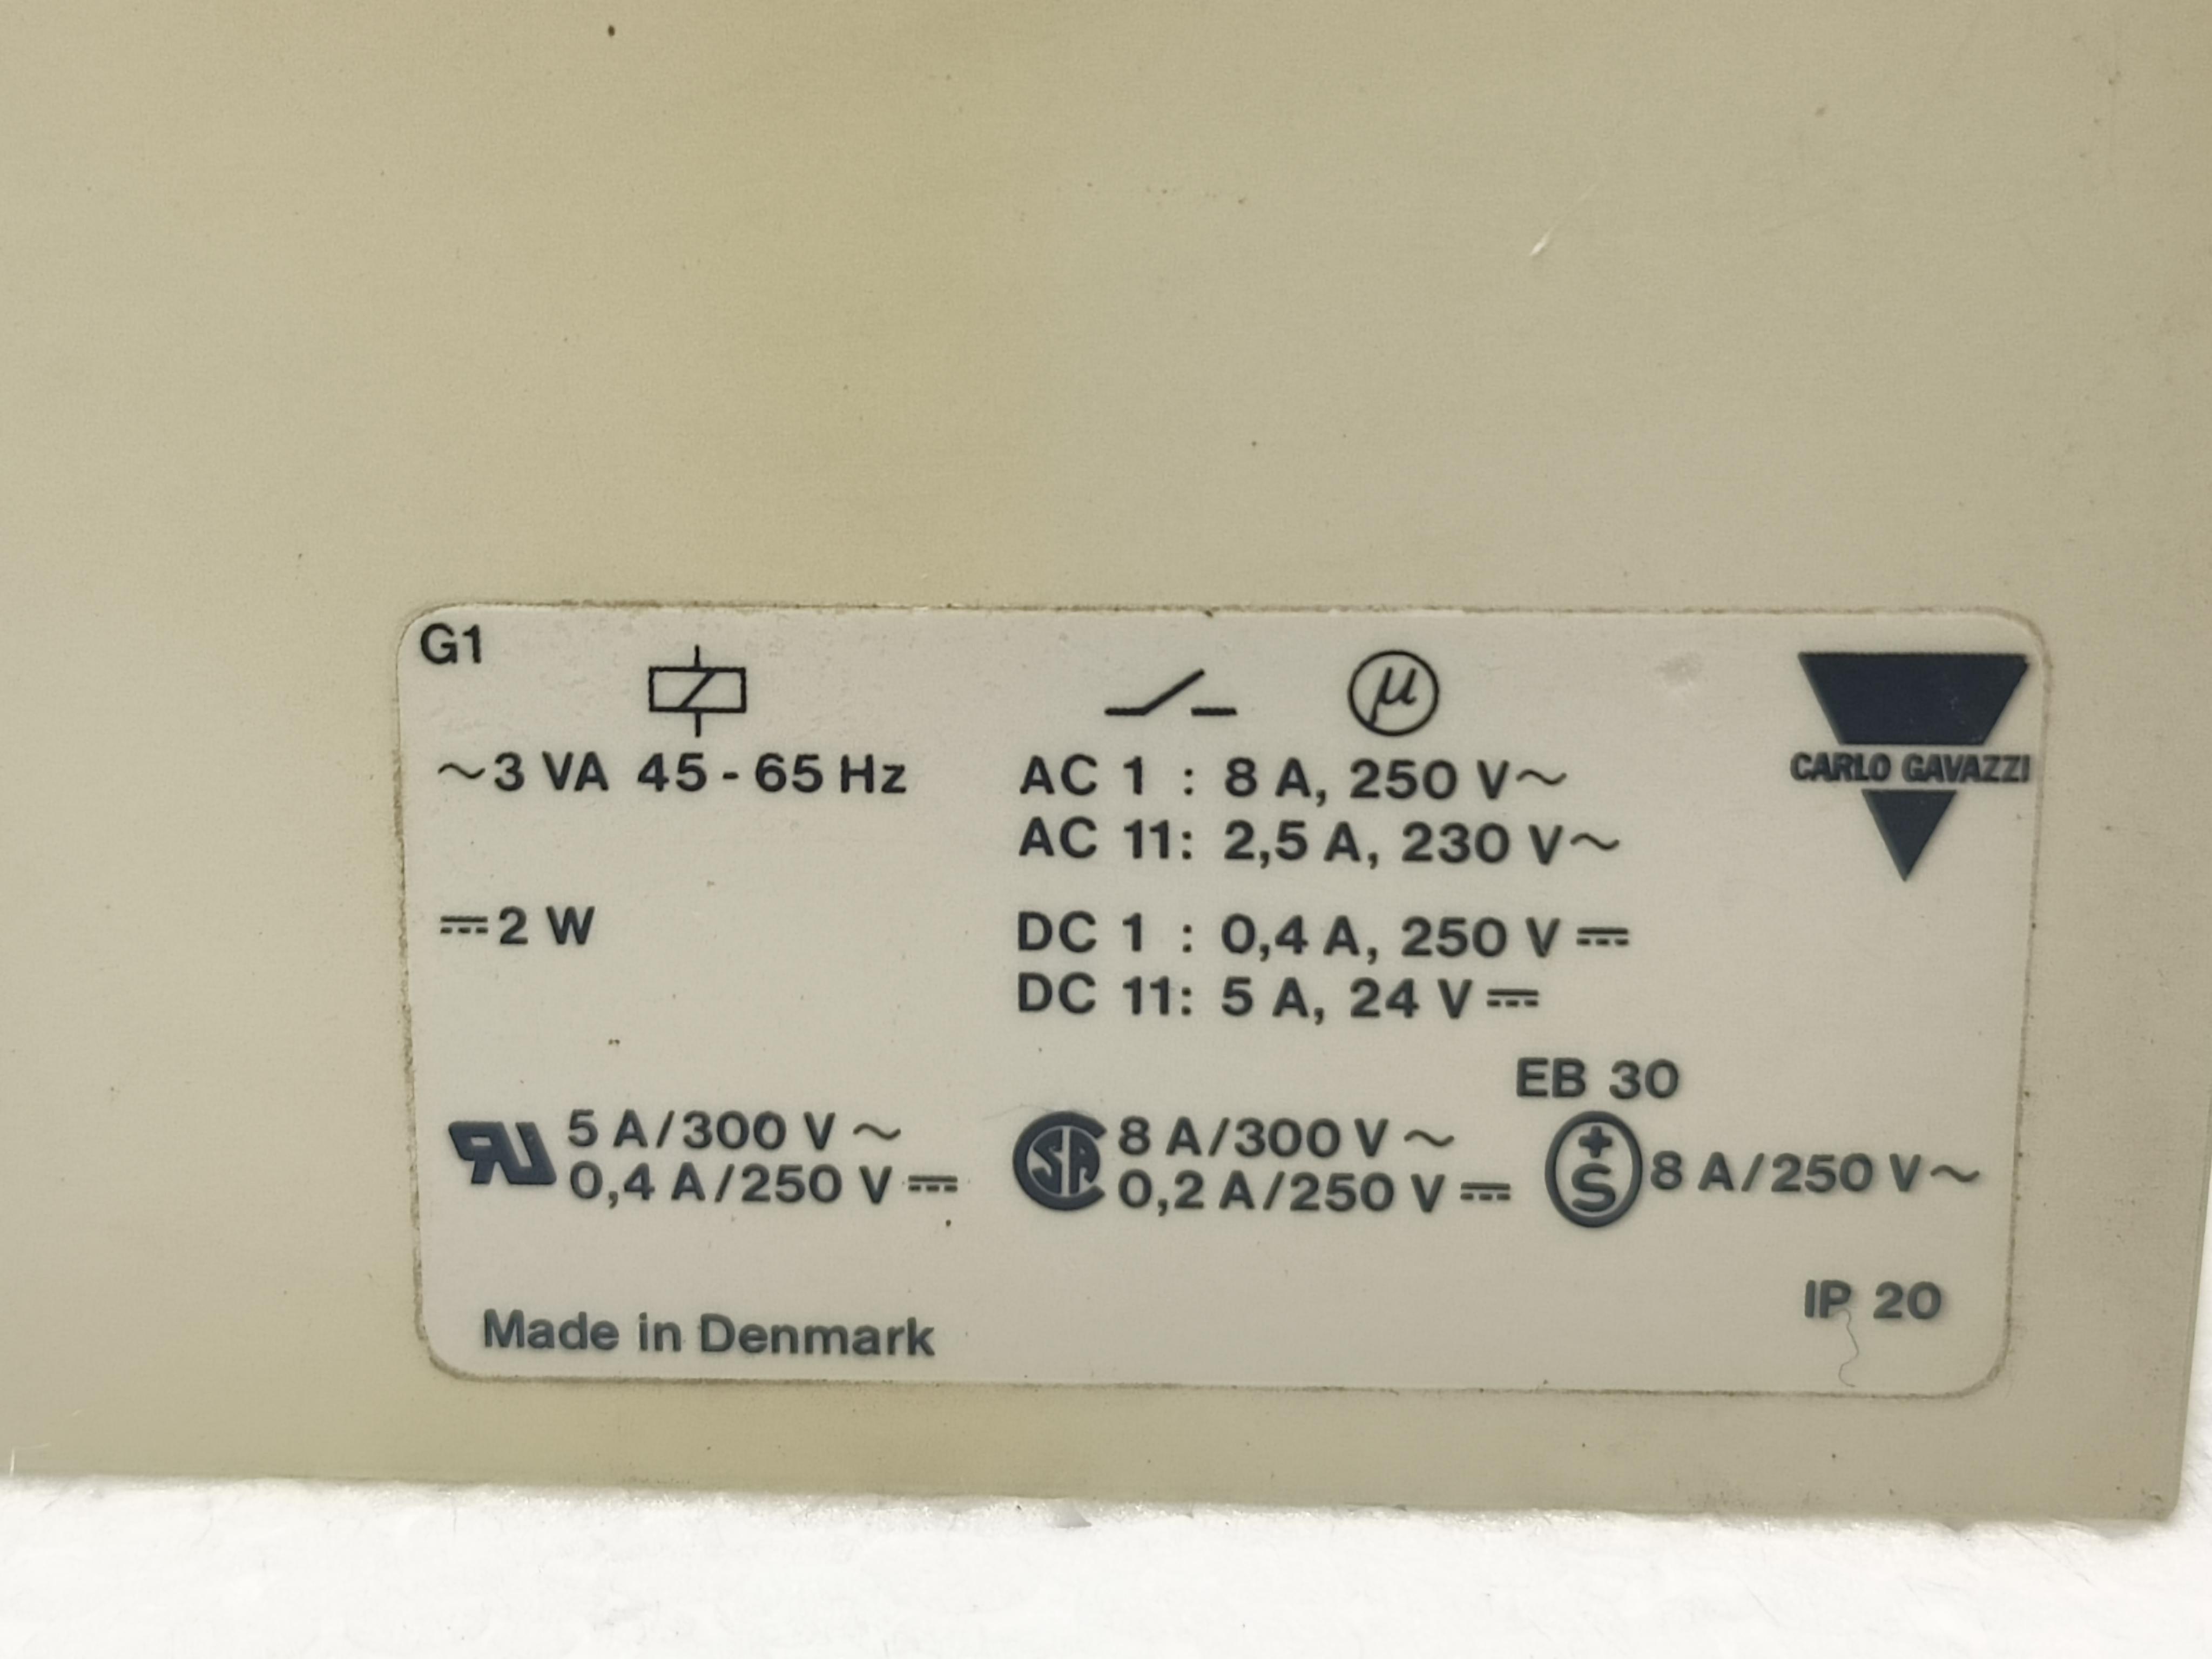 G1
µ
~3 VA 45 - 65 Hz
AC 1 : 8 A, 250 V~
AC 11: 2,5 A, 230 V~
CARLO GAVAZZI
⎓2 W
DC 1 : 0,4 A, 250 V⎓
DC 11: 5 A, 24 V⎓
EB 30
RU 5 A/300 V~
0,4 A/250 V⎓
SA 8 A/300 V~
0,2 A/250 V⎓
+S 8 A/250 V~
IP 20
Made in Denmark